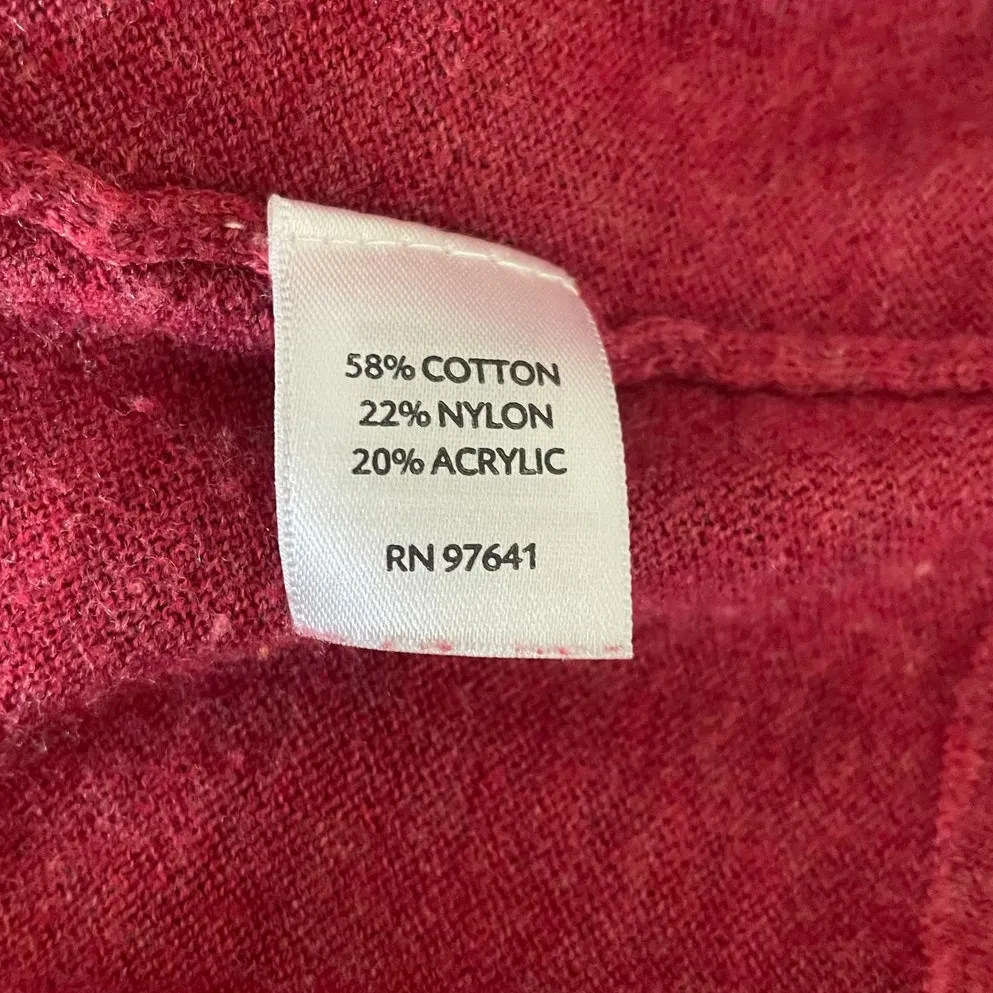 58% COTTON
22% NYLON
20% ACRYLIC
RN 97641